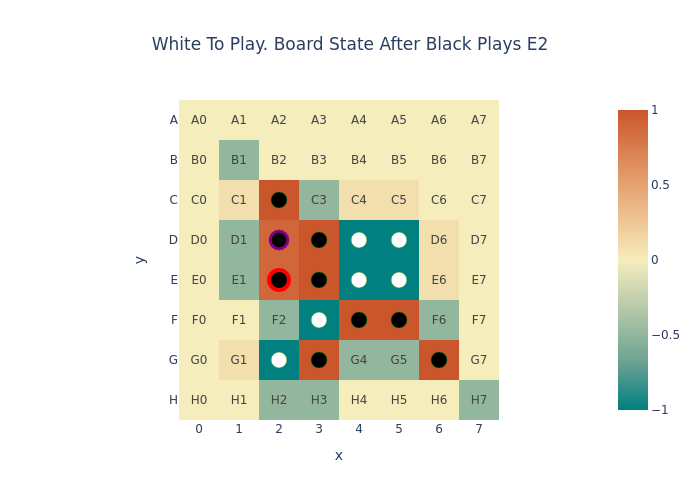 White To Play. Board State After Black Plays E2
A A0 A1 A2 A3 A4 A5 A6 A7
B B0 B1 B2 B3 B4 B5 B6 B7
C C0 C1 C3 C4 C5 C6 C7
D D0 D1 D6 D7
E E0 E1 E6 E7
F F0 F1 F2 F6 F7
G G0 G1 G4 G5 G7
H H0 H1 H2 H3 H4 H5 H6 H7
0 1 2 3 4 5 6 7
x
y
1
0.5
0
−0.5
−1